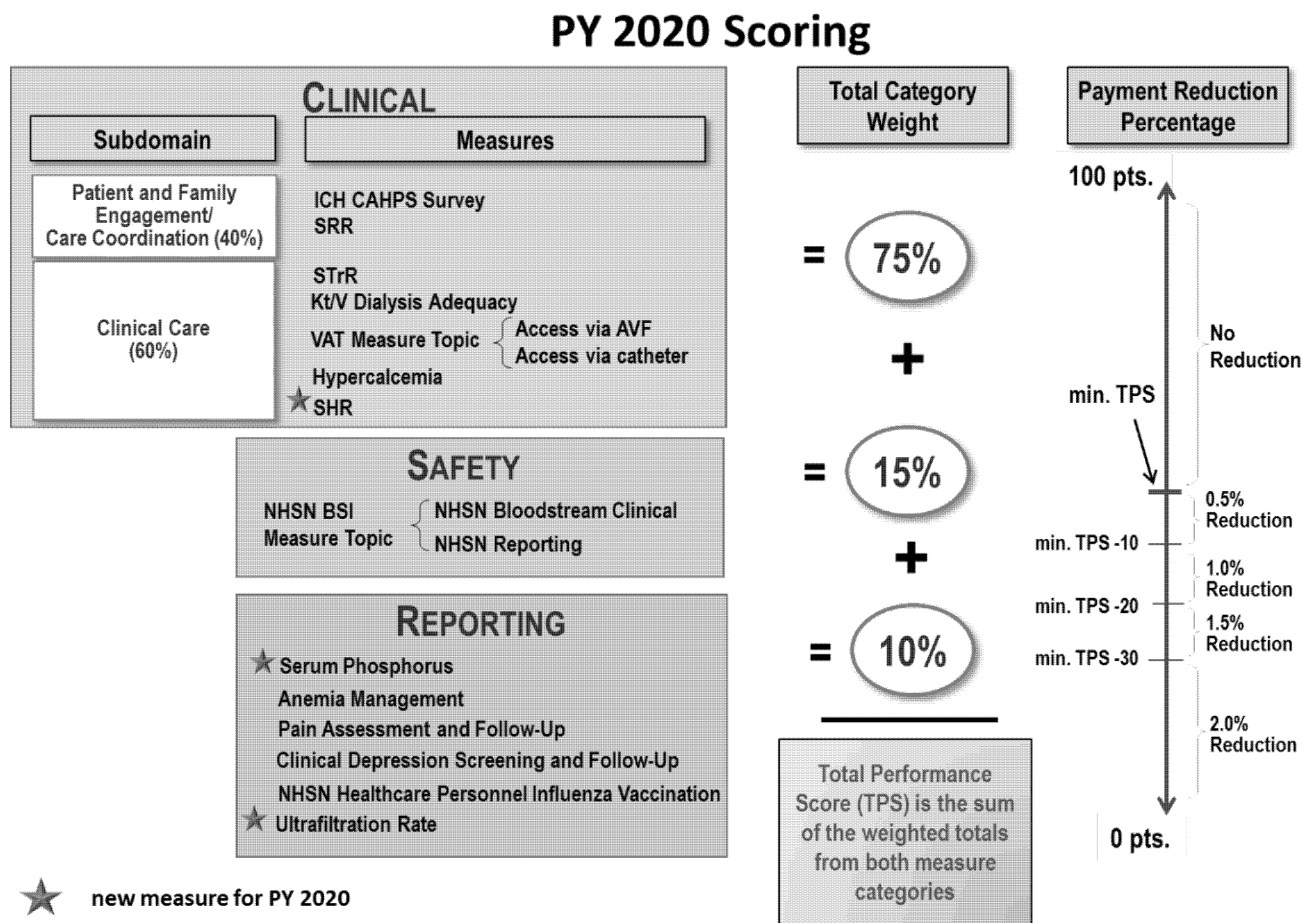 PY 2020 Scoring
CLINICAL
Subdomain
Measures
Patient and Family
Engagement/
Care Coordination (40%)
ICH CAHPS Survey
SRR
Clinical Care
(60%)
STrR
Kt/V Dialysis Adequacy
VAT Measure Topic
Access via AVF
Access via catheter
Hypercalcemia
SHR
SAFETY
NHSN BSI
Measure Topic
NHSN Bloodstream Clinical
NHSN Reporting
REPORTING
Serum Phosphorus
Anemia Management
Pain Assessment and Follow-Up
Clinical Depression Screening and Follow-Up
NHSN Healthcare Personnel Influenza Vaccination
Ultrafiltration Rate
new measure for PY 2020
Total Category
Weight
= 75%
+
= 15%
+
= 10%
Total Performance
Score (TPS) is the sum
of the weighted totals
from both measure
categories
Payment Reduction
Percentage
100 pts.
No
Reduction
min. TPS
0.5%
Reduction
min. TPS -10
1.0%
Reduction
min. TPS -20
1.5%
Reduction
min. TPS -30
2.0%
Reduction
0 pts.